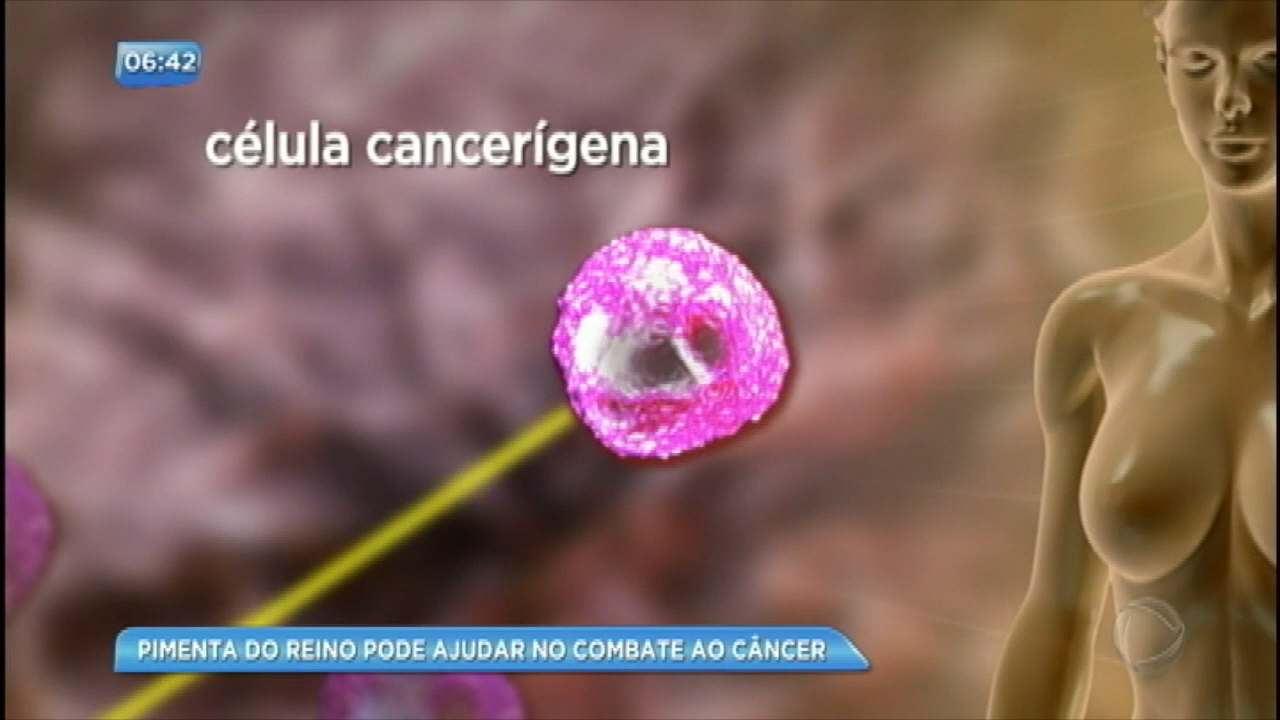 06:42
célula cancerígena
PIMENTA DO REINO PODE AJUDAR NO COMBATE AO CÂNCER